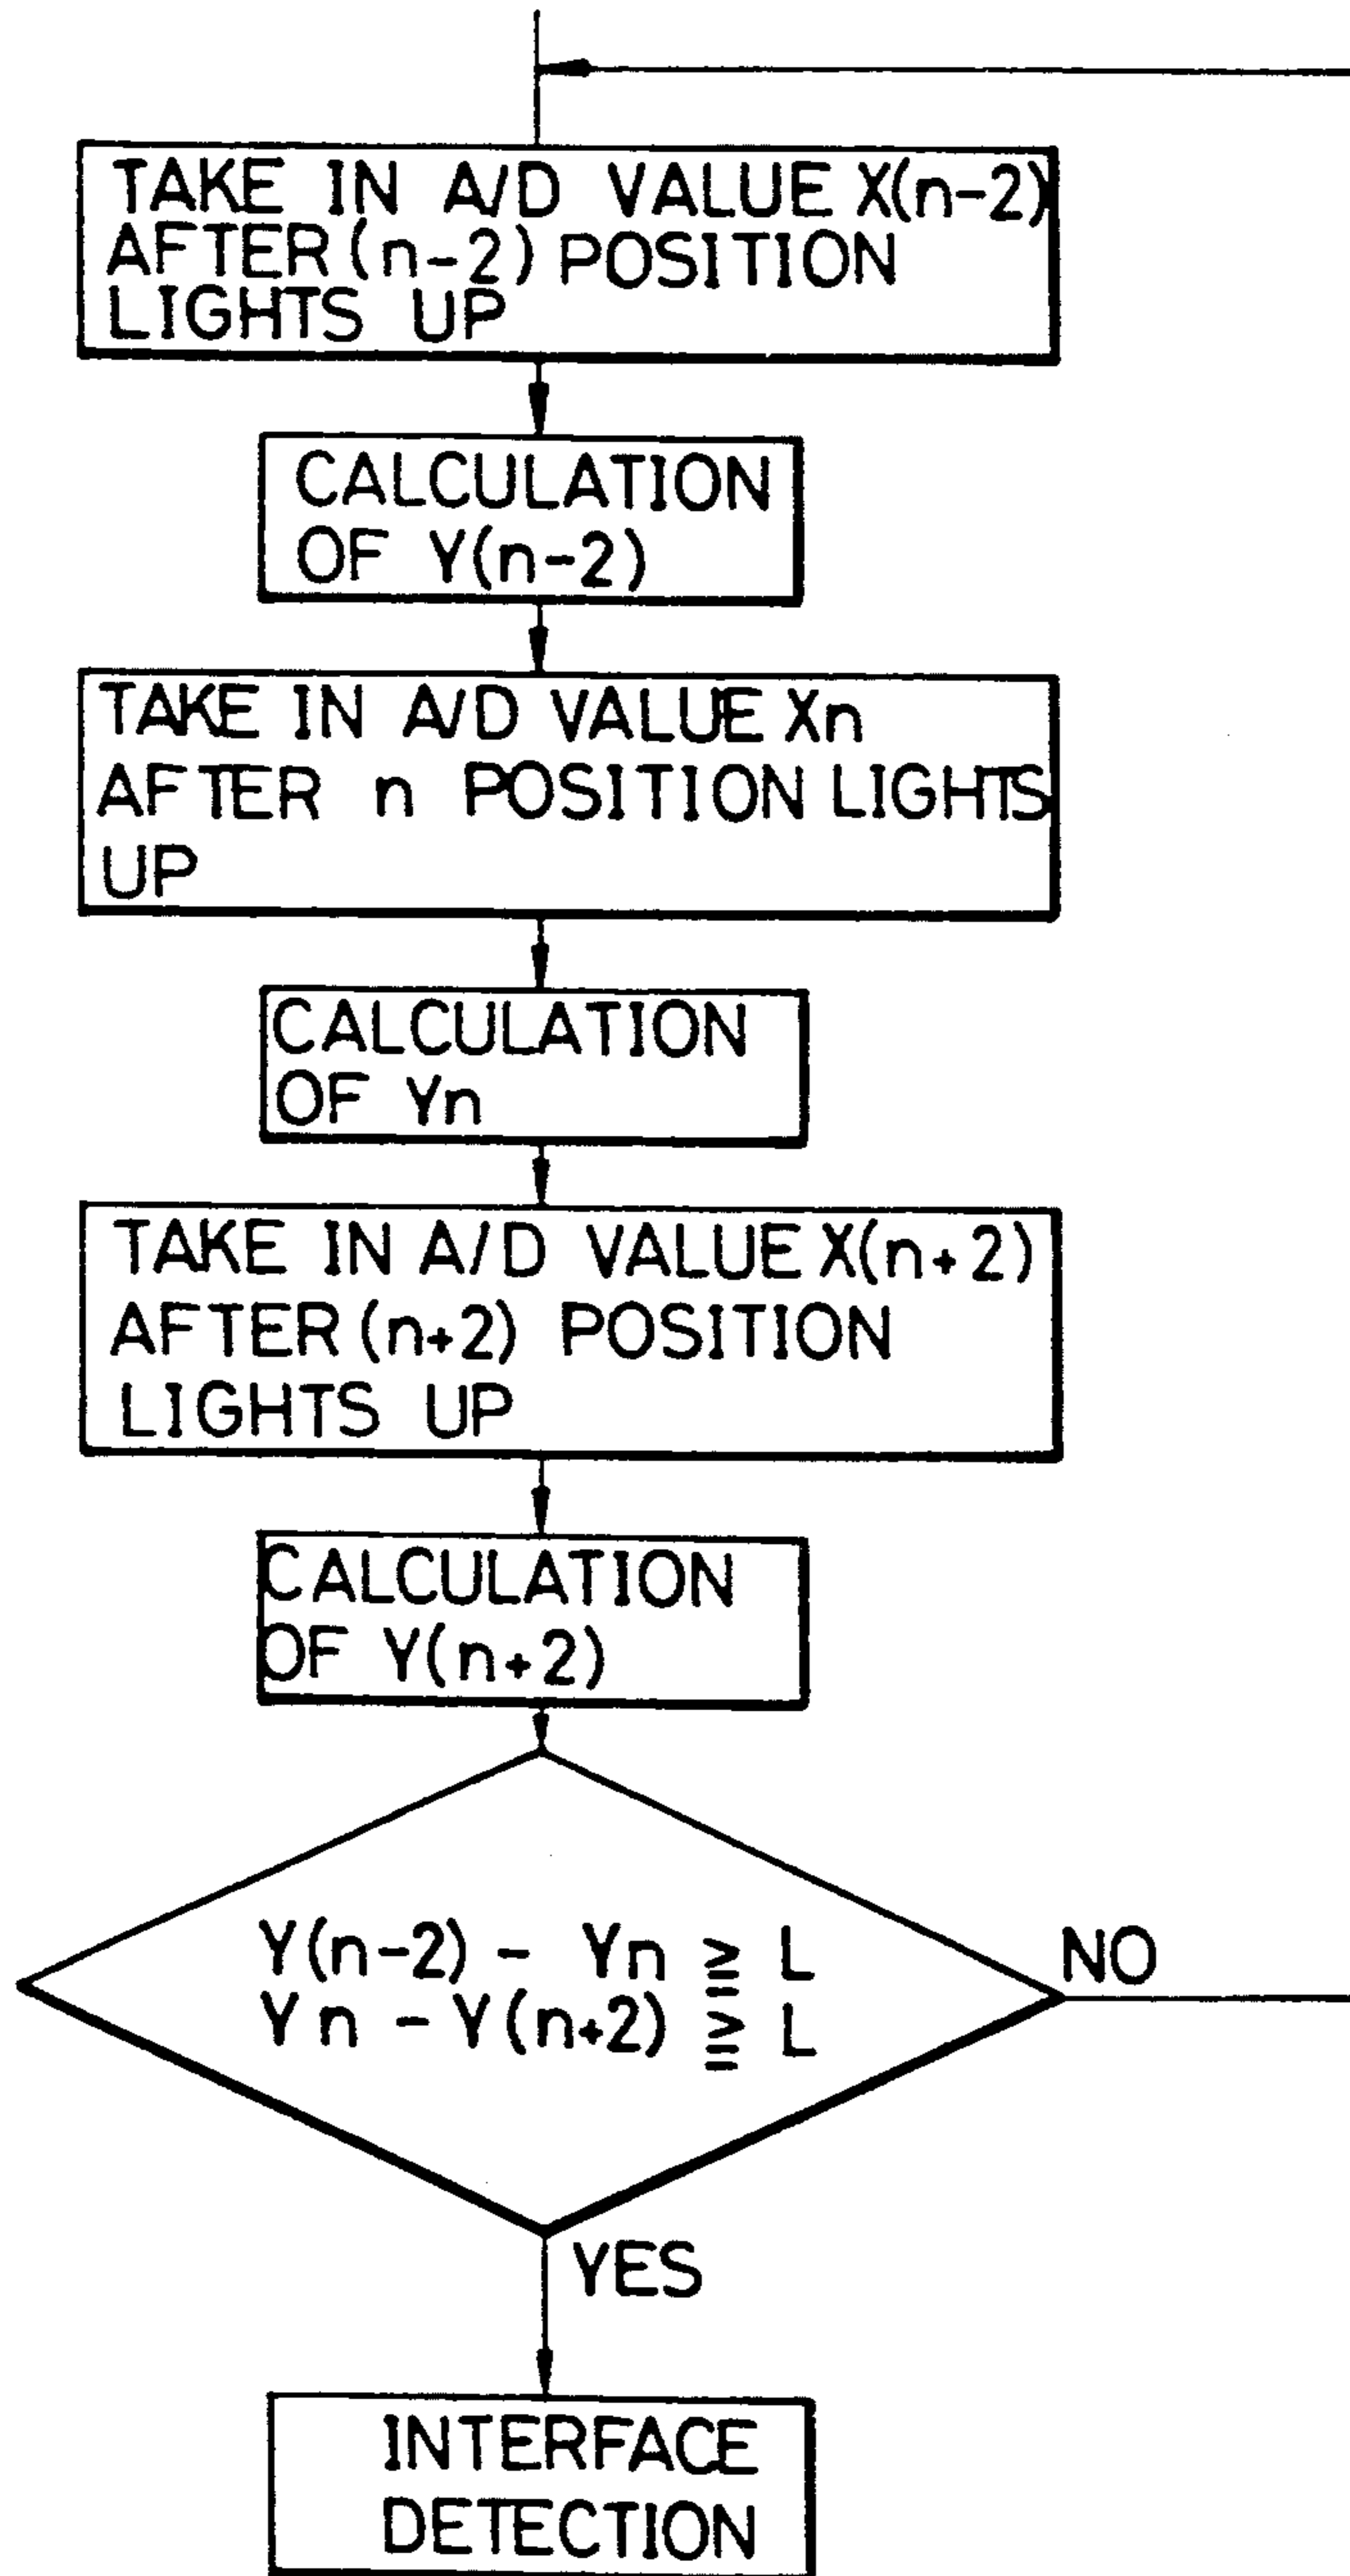 TAKE IN A/D VALUE X(n-2)
AFTER (n-2) POSITION
LIGHTS UP
CALCULATION
OF Y(n-2)
TAKE IN A/D VALUE Xn
AFTER n POSITION LIGHTS
UP
CALCULATION
OF Yn
TAKE IN A/D VALUE X(n+2)
AFTER (n+2) POSITION
LIGHTS UP
CALCULATION
OF Y(n+2)
Y(n-2) - Yn ≧ L
Yn - Y(n+2) ≧ L
NO
YES
INTERFACE
DETECTION